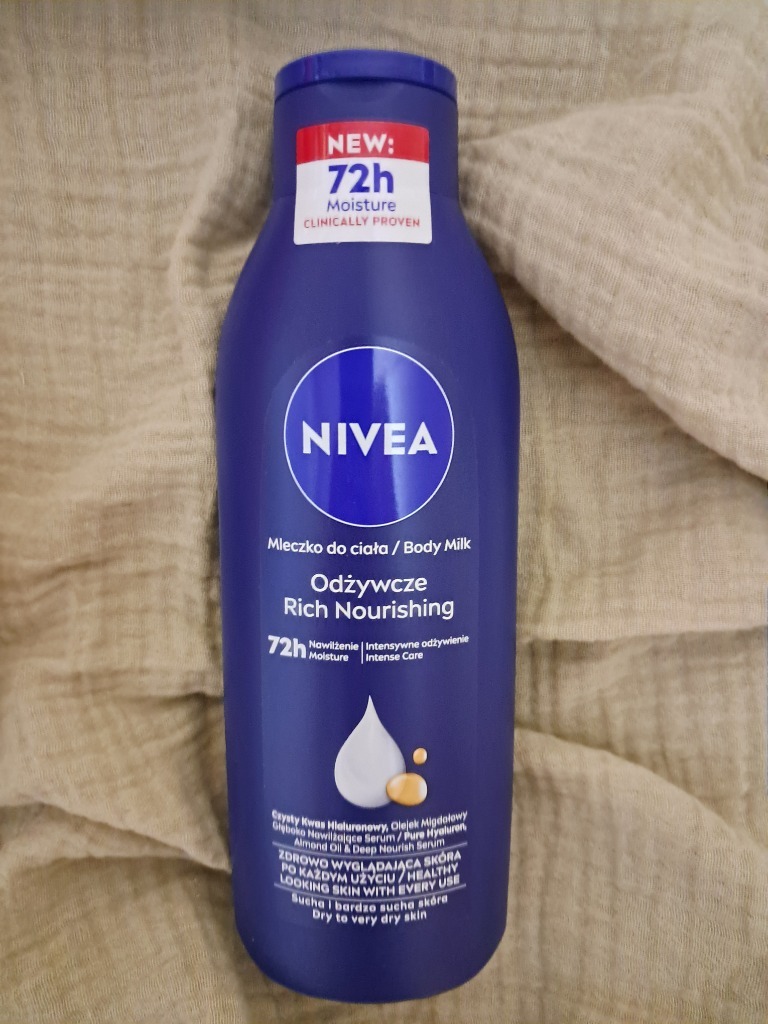 NEW:
72h
Moisture
CLINICALLY PROVEN
NIVEA
Mleczko do ciała / Body Milk
Odżywcze
Rich Nourishing
72h Nawilżenie | Intensywne odżywienie
Moisture | Intense Care
Czysty Kwas Hialuronowy, Olejek Migdałowy
Głęboko Nawilżające Serum / Pure Hyaluron,
Almond Oil & Deep Nourish Serum
ZDROWO WYGLĄDAJĄCA SKÓRA
PO KAŻDYM UŻYCIU / HEALTHY
LOOKING SKIN WITH EVERY USE
Sucha i bardzo sucha skóra
Dry to very dry skin